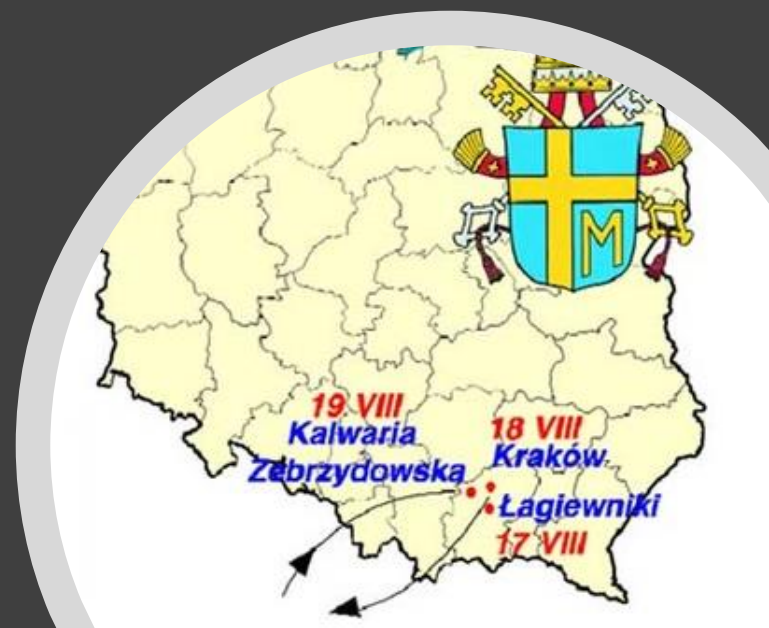 M
19 VIII
Kalwaria
Zebrzydowska
18 VIII
Kraków
Łagiewniki
17 VIII